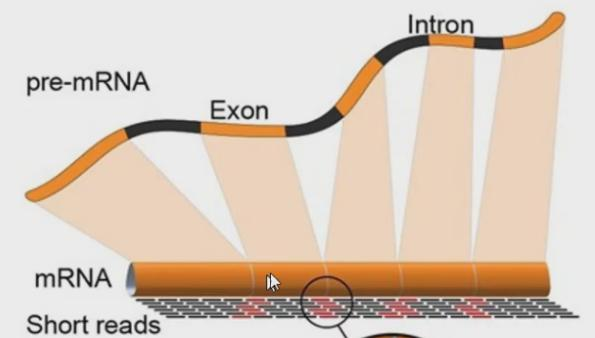 Intron
pre-mRNA
Exon
mRNA
Short reads